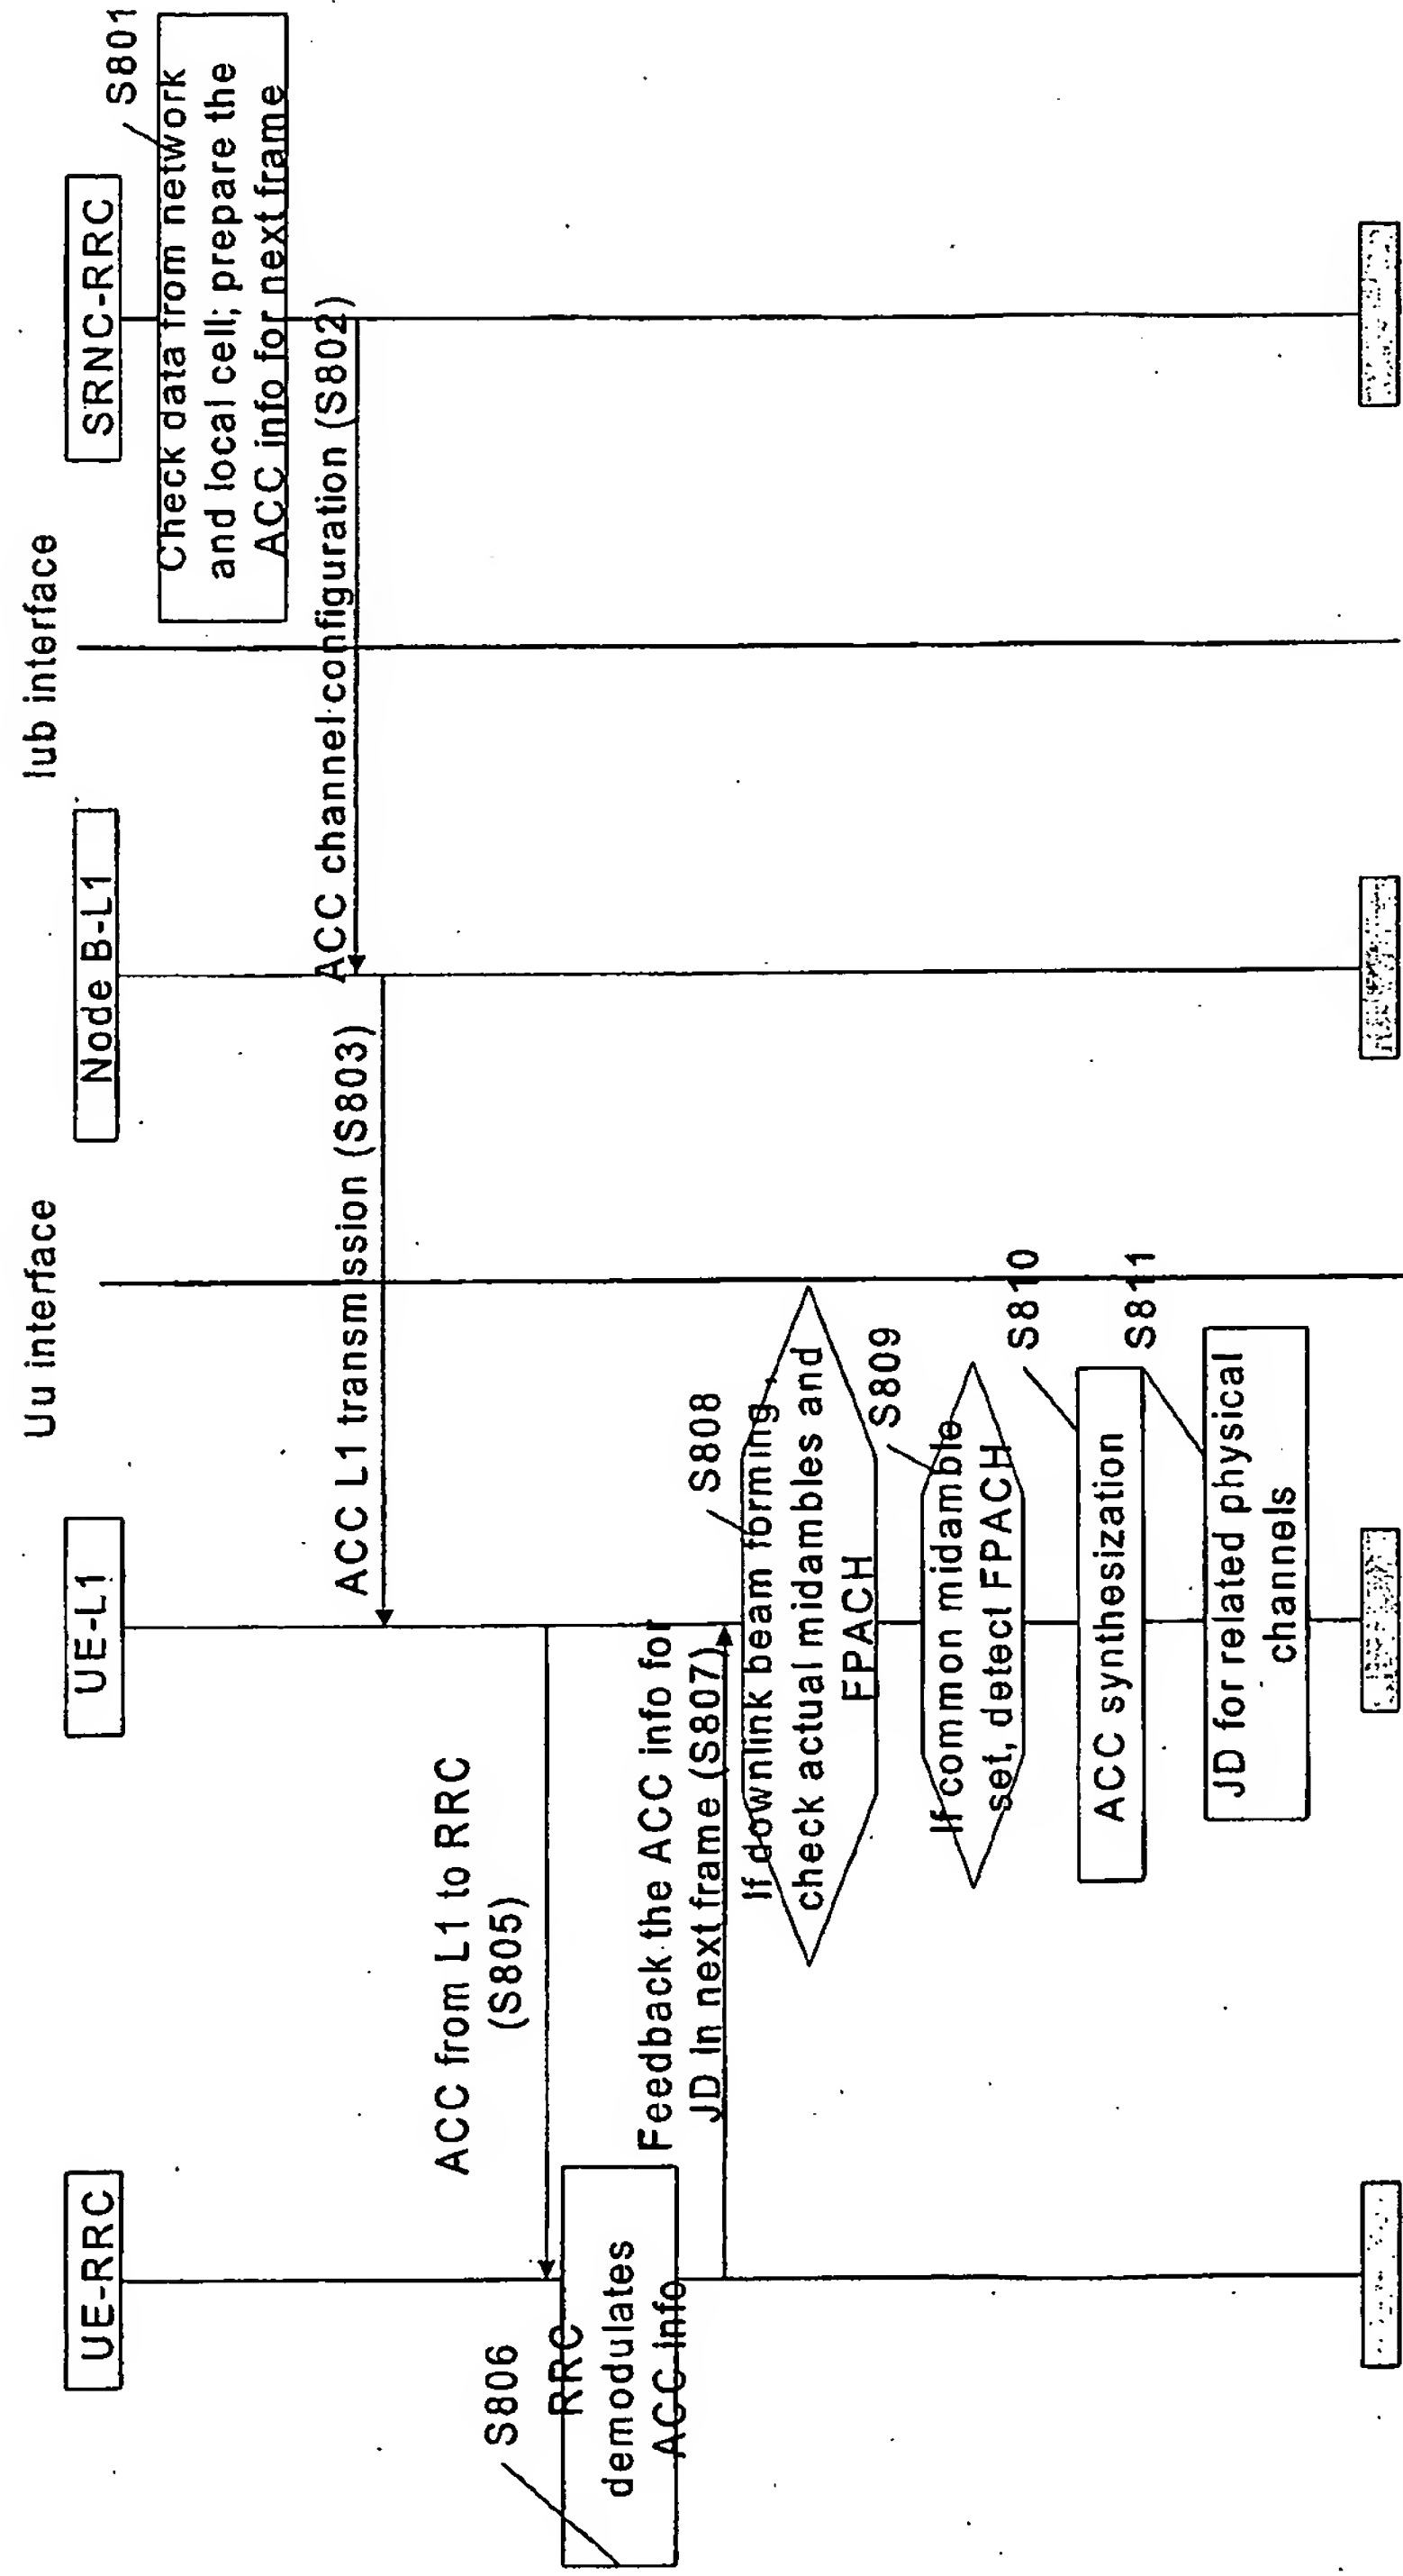 Uu interface
Iub interface
UE-RRC
UE-L1
Node B-L1
SRNC-RRC
S801
Check data from network
and local cell; prepare the
ACC info for next frame
ACC channel configuration (S802)
ACC L1 transmission (S803)
ACC from L1 to RRC
(S805)
S806
RRC
demodulates
ACC info
Feedback the ACC info for
JD in next frame (S807)
S808
If downlink beam forming,
check actual midambles and
FPACH
S809
If common midamble
set, detect FPACH
S810
ACC synthesization
S811
JD for related physical
channels